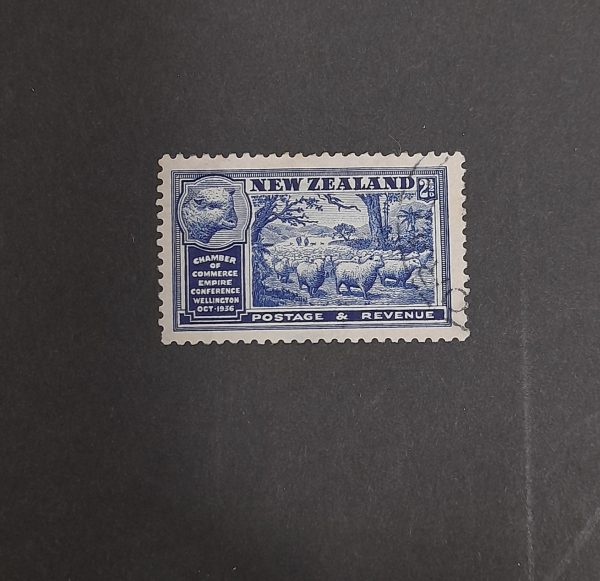 NEW ZEALAND 2½D
CHAMBER
OF
COMMERCE
EMPIRE
CONFERENCE
WELLINGTON
OCT·1936
POSTAGE & REVENUE